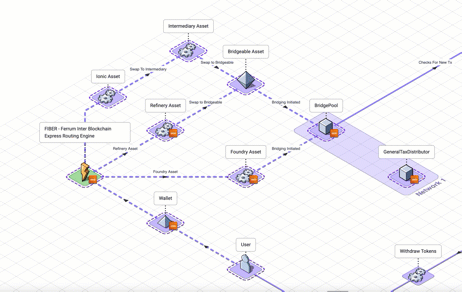 Intermediary Asset
Swap To Intermediary
Swap to Bridgeable
Bridgeable Asset
Ionic Asset
Checks For New To
Refinery Asset
Swap to Bridgeable
Bridging Initiated
BridgePool
FIBER - Ferrum Inter Blockchain
Express Routing Engine
Refinery Asset
Foundry Asset
Bridging Initiated
GeneralTaxDistributor
Foundry Asset
Network 1
Wallet
User
Withdraw Tokens